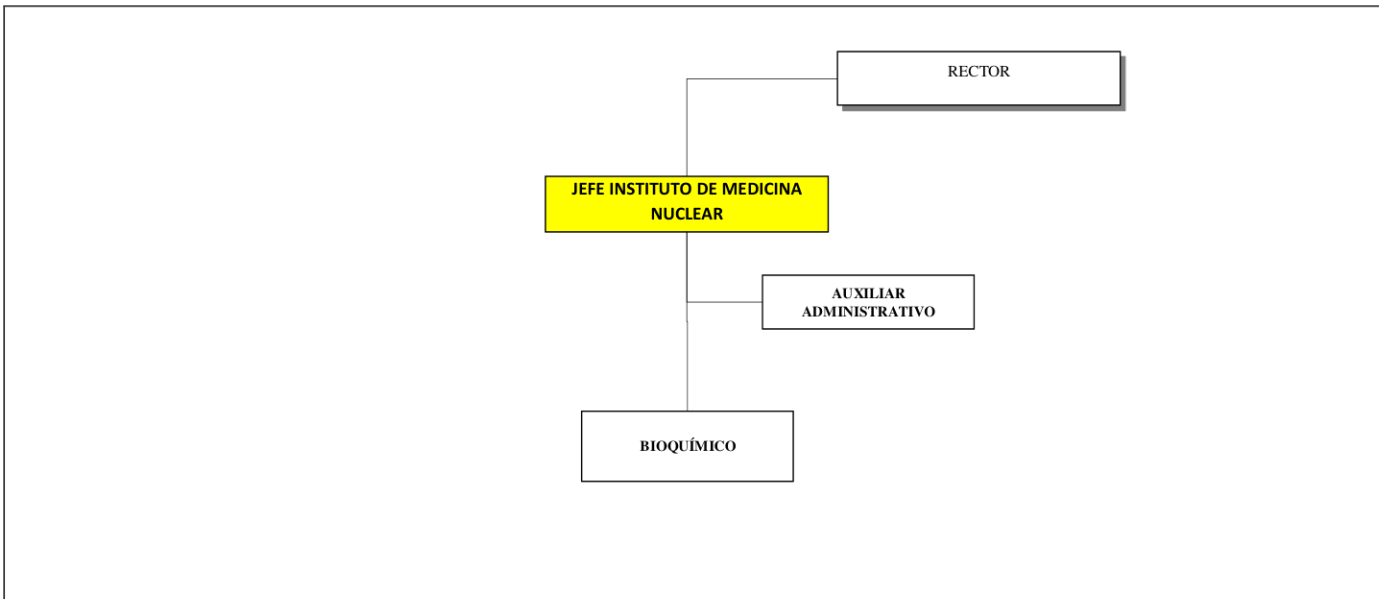 RECTOR
JEFE INSTITUTO DE MEDICINA
NUCLEAR
AUXILIAR
ADMINISTRATIVO
BIOQUÍMICO